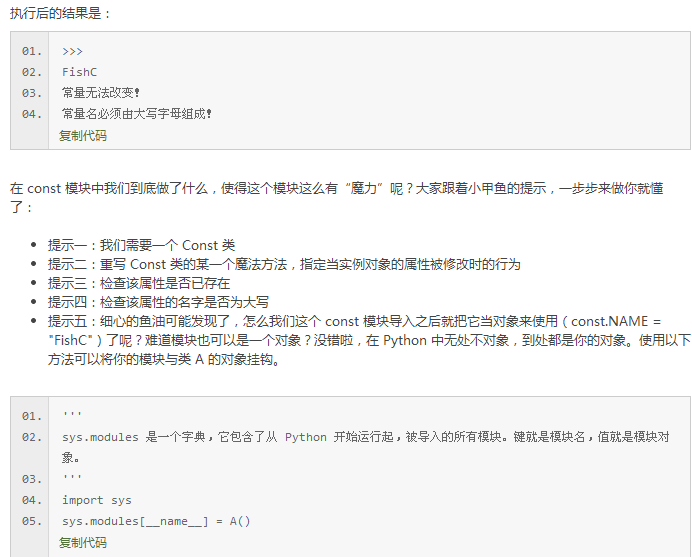 执行后的结果是：
01. >>>
02. FishC
03. 常量无法改变！
04. 常量名必须由大写字母组成！
复制代码
在 const 模块中我们到底做了什么，使得这个模块这么有“魔力”呢？大家跟着小甲鱼的提示，一步步来做你就懂
了：
• 提示一：我们需要一个 Const 类
• 提示二：重写 Const 类的某一个魔法方法，指定当实例对象的属性被修改时的行为
• 提示三：检查该属性是否已存在
• 提示四：检查该属性的名字是否为大写
• 提示五：细心的鱼油可能发现了，怎么我们这个 const 模块导入之后就把它当对象来使用（const.NAME =
"FishC"）了呢？难道模块也可以是一个对象？没错啦，在 Python 中无处不对象，到处都是你的对象。使用以下
方法可以将你的模块与类 A 的对象挂钩。
01. '''
02. sys.modules 是一个字典，它包含了从 Python 开始运行起，被导入的所有模块。键就是模块名，值就是模块对
象。
03. '''
04. import sys
05. sys.modules[__name__] = A()
复制代码